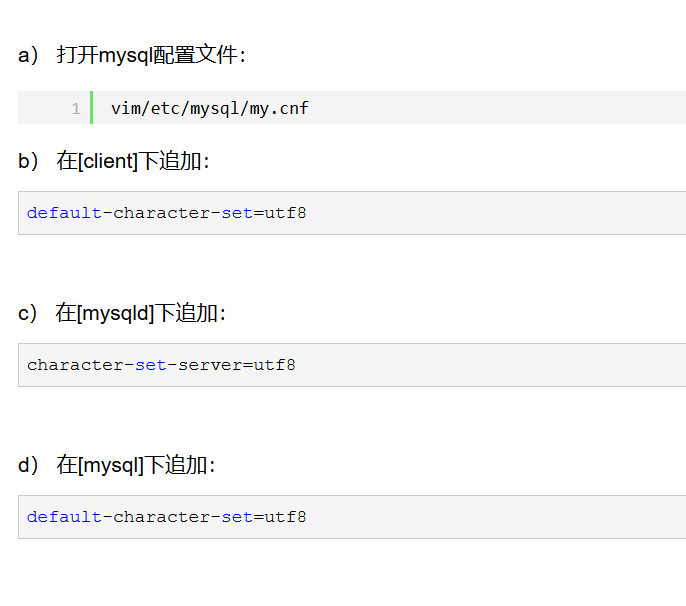 a） 打开mysql配置文件：
1 vim/etc/mysql/my.cnf
b） 在[client]下追加：
default-character-set=utf8
c） 在[mysqld]下追加：
character-set-server=utf8
d） 在[mysql]下追加：
default-character-set=utf8